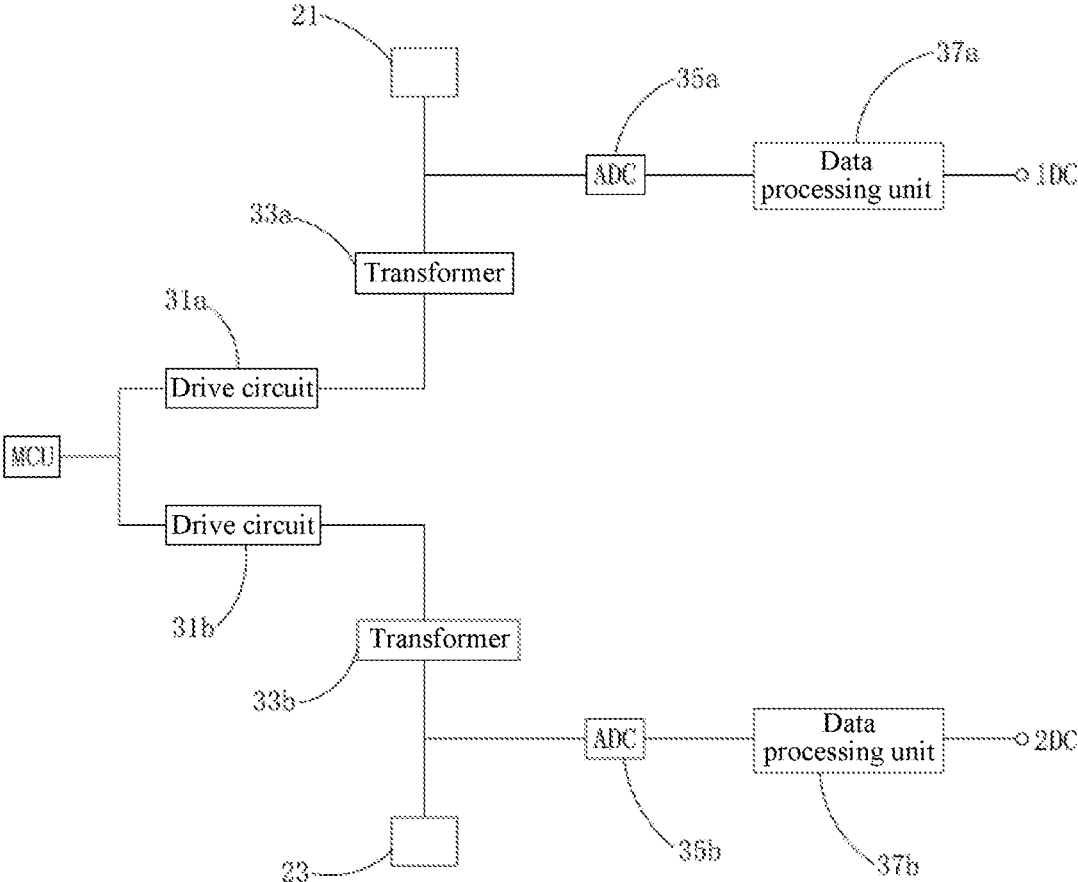 21
35a
37a
ADC
Data
processing unit
1DC
33a
Transformer
31a
Drive circuit
MCU
Drive circuit
31b
Transformer
33b
ADC
Data
processing unit
2DC
35b
37b
23